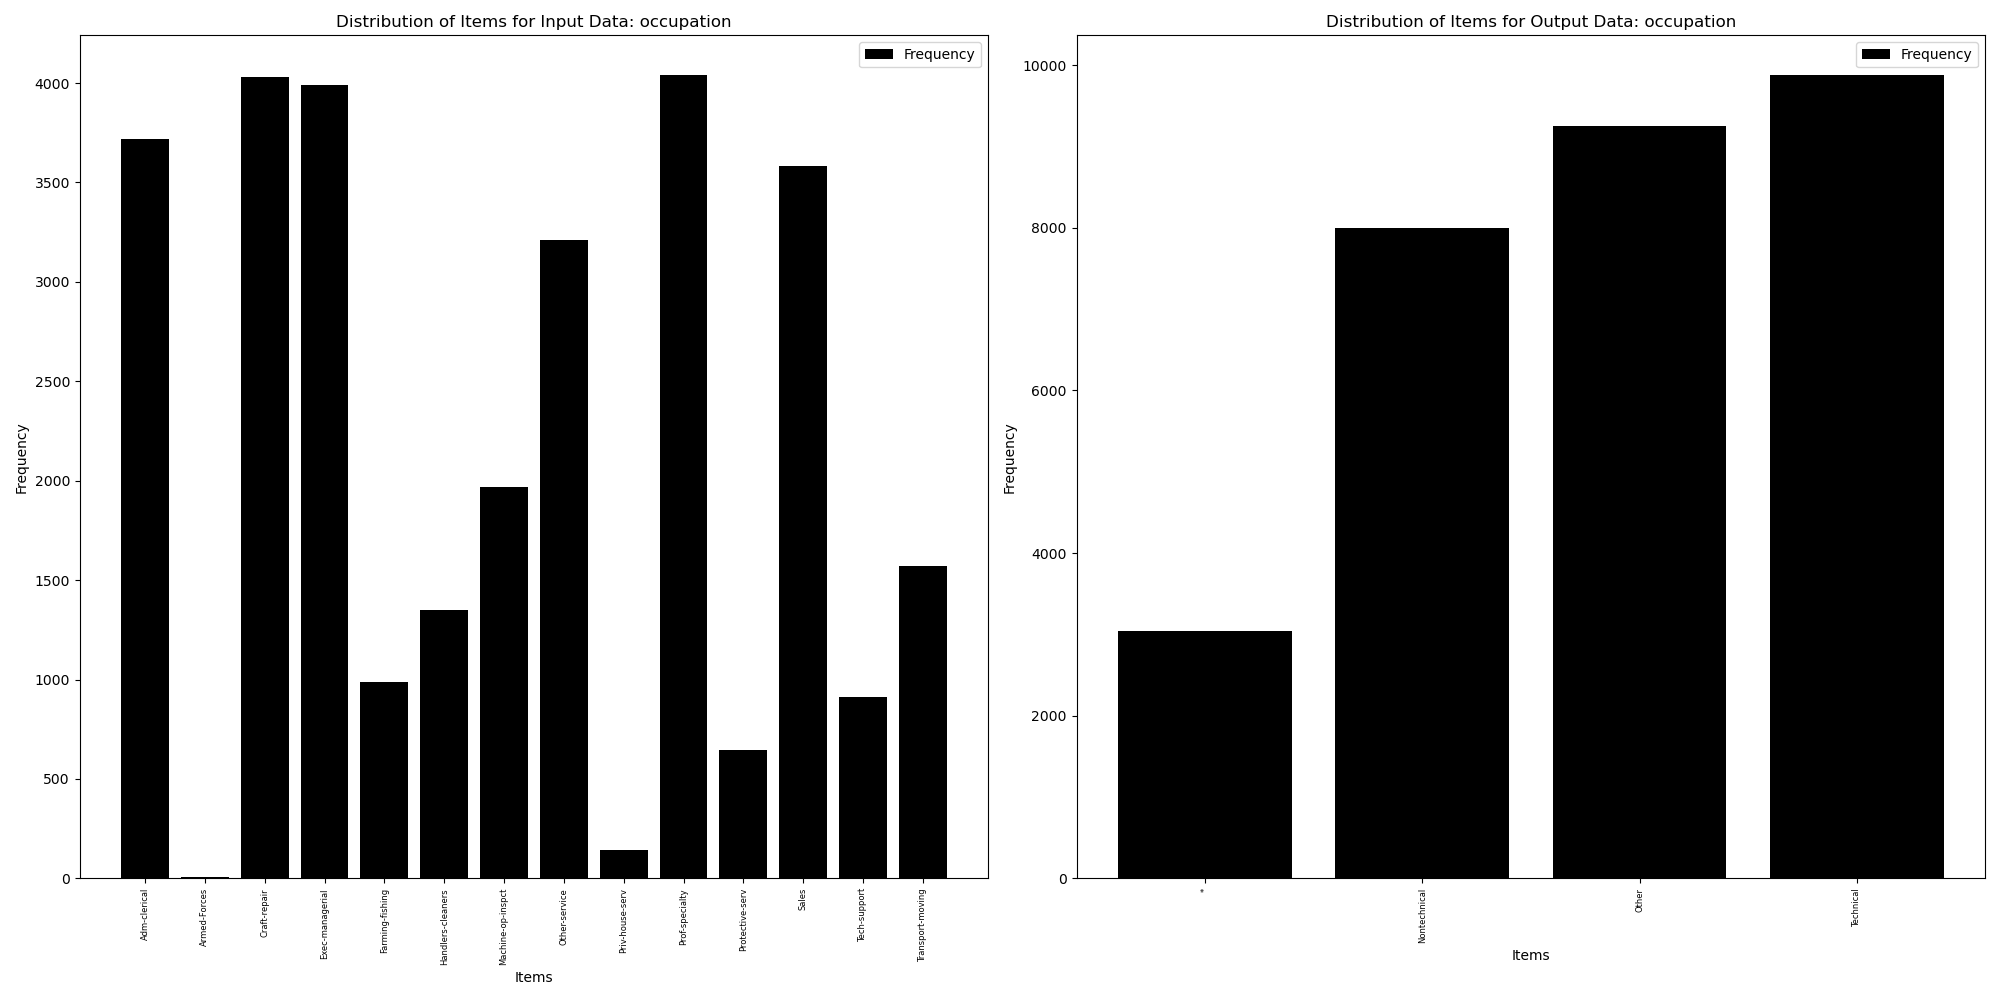 Distribution of Items for Input Data: occupation
Frequency
4000
3500
3000
2500
2000
1500
1000
500
0
Frequency
Adm-clerical
Armed-Forces
Craft-repair
Exec-managerial
Farming-fishing
Handlers-cleaners
Machine-op-inspct
Other-service
Priv-house-serv
Prof-specialty
Protective-serv
Sales
Tech-support
Transport-moving
Items
Distribution of Items for Output Data: occupation
Frequency
10000
8000
6000
4000
2000
0
Frequency
*
Nontechnical
Other
Technical
Items